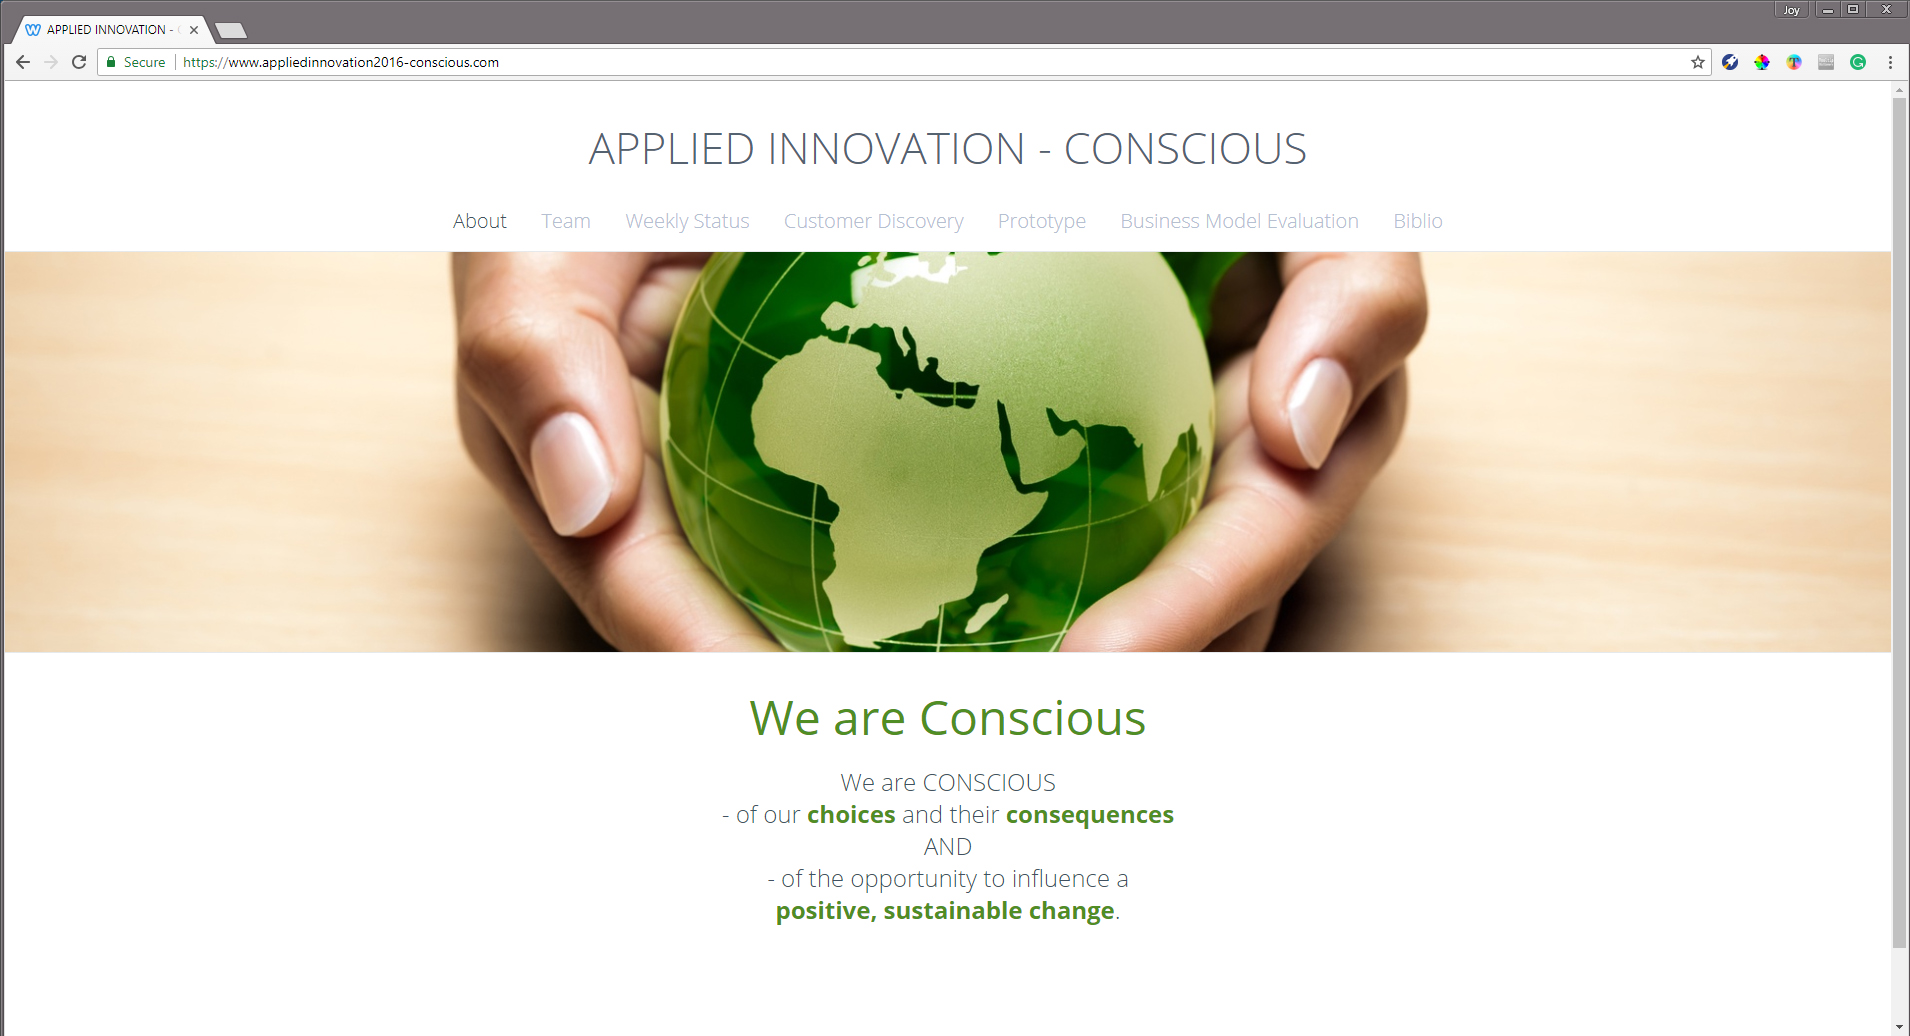 Joy
APPLIED INNOVATION -
Secure
https://www.appliedinnovation2016-conscious.com
APPLIED INNOVATION - CONSCIOUS
About Team Weekly Status Customer Discovery Prototype Business Model Evaluation Biblio
We are Conscious
We are CONSCIOUS
- of our choices and their consequences
AND
- of the opportunity to influence a
positive, sustainable change.